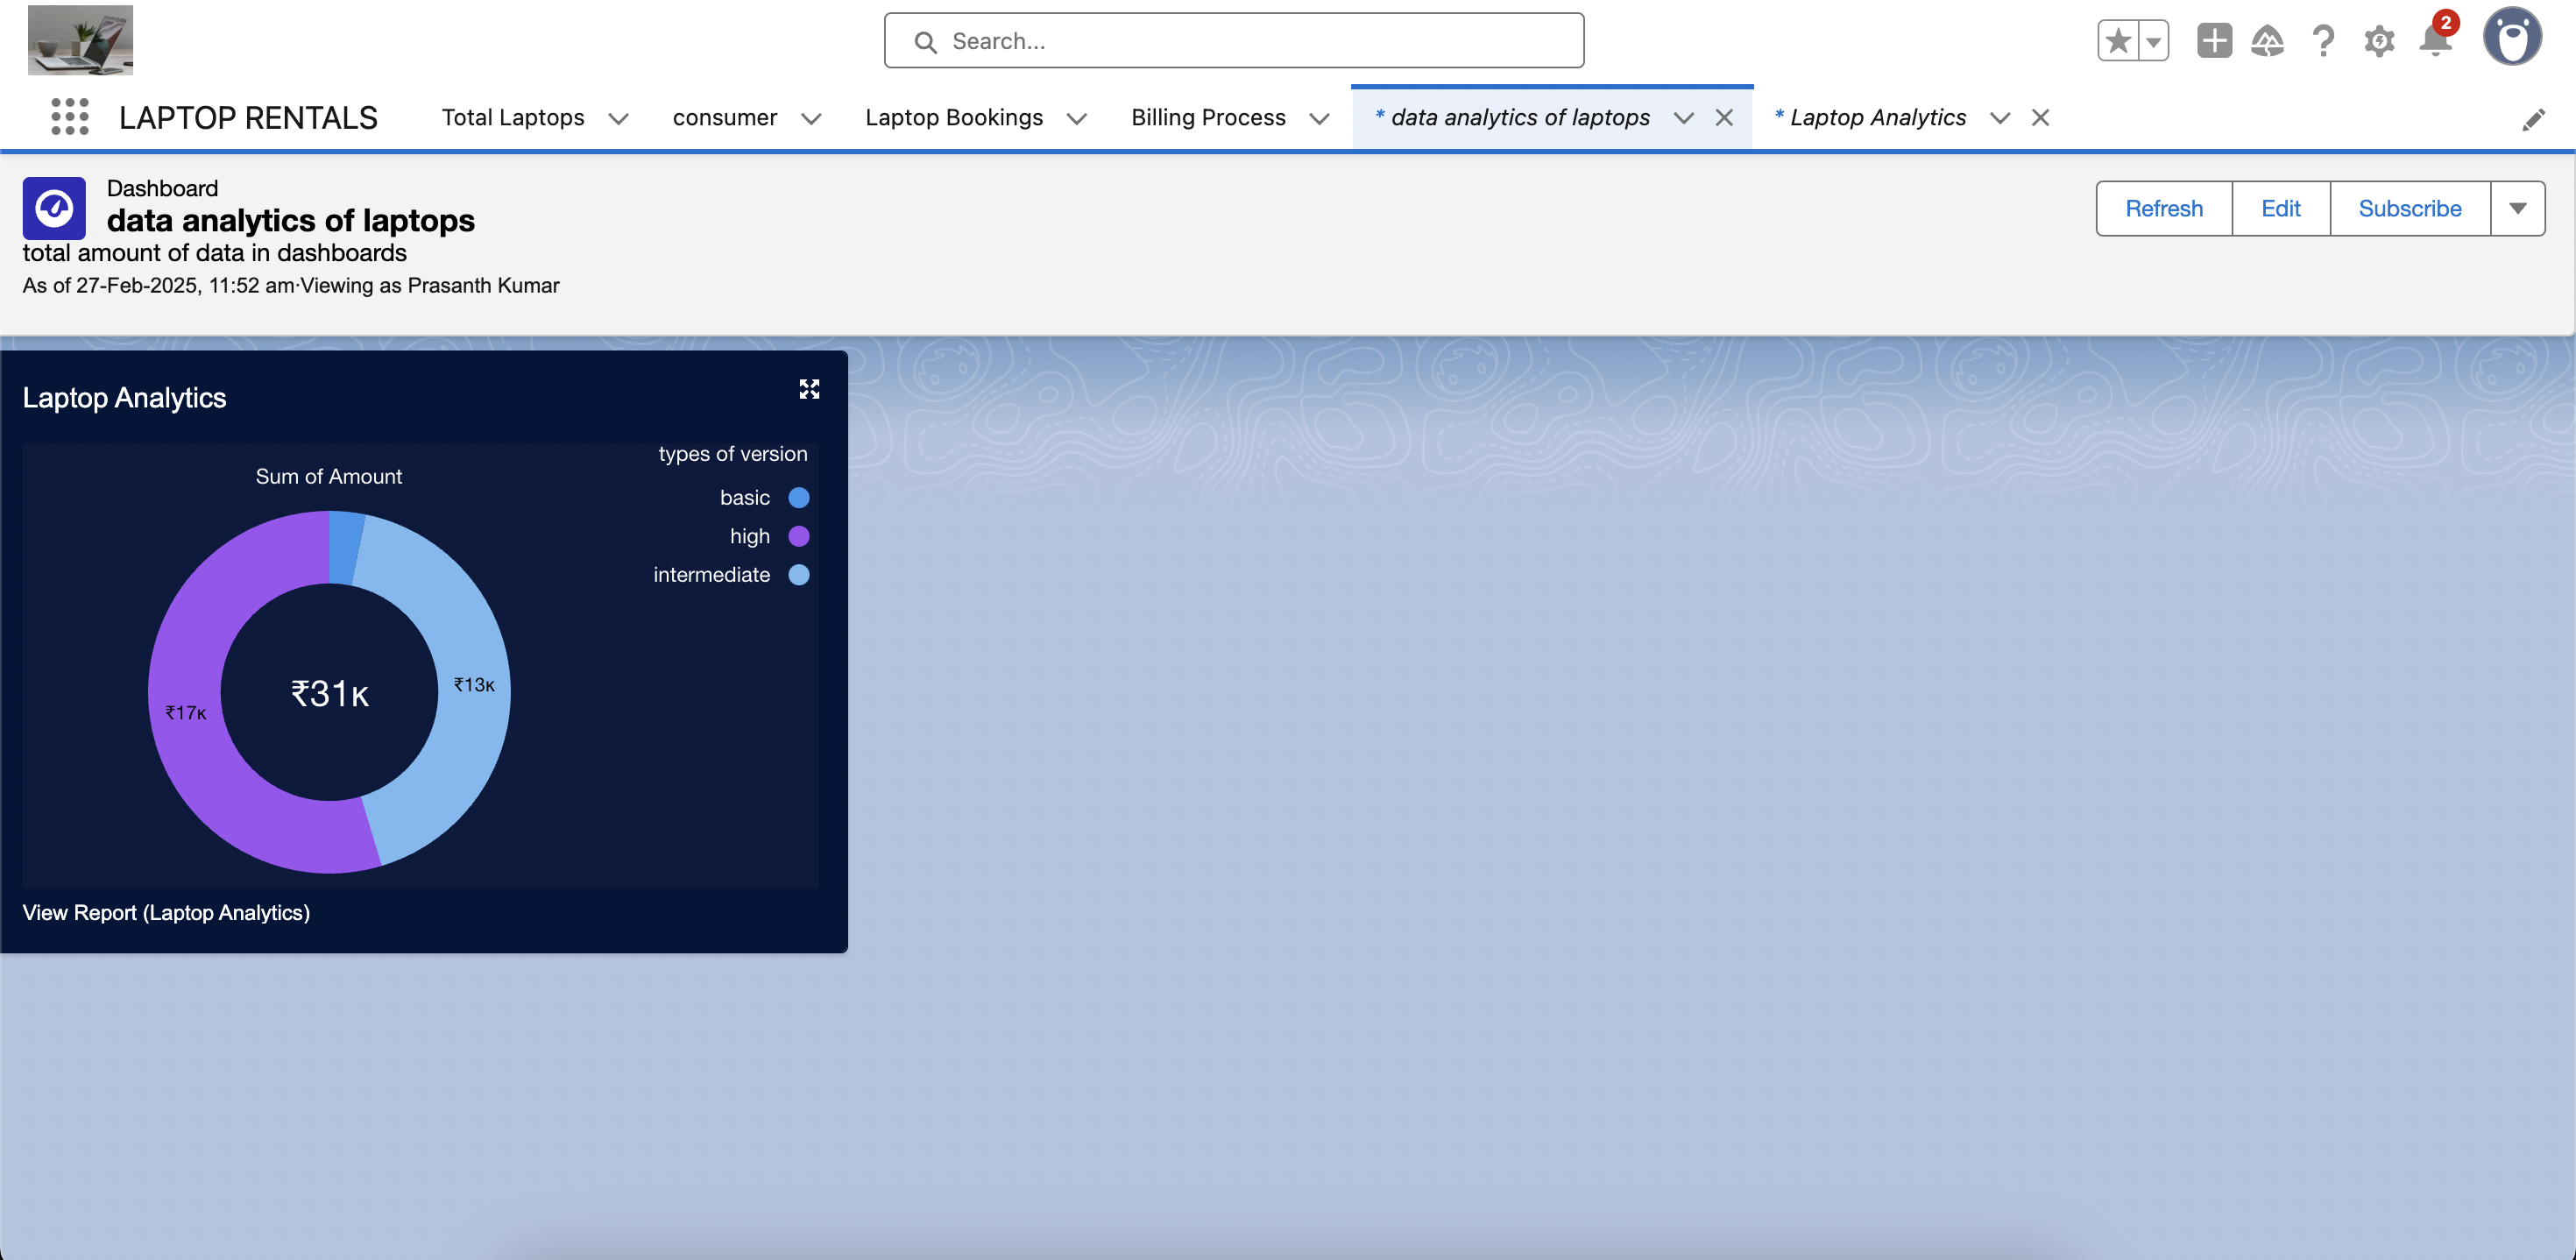 Search...
2
LAPTOP RENTALS
Total Laptops
consumer
Laptop Bookings
Billing Process
* data analytics of laptops
* Laptop Analytics
Dashboard
data analytics of laptops
total amount of data in dashboards
As of 27-Feb-2025, 11:52 am·Viewing as Prasanth Kumar
Refresh
Edit
Subscribe
Laptop Analytics
types of version
Sum of Amount
basic
high
intermediate
₹31K
₹13K
₹17K
View Report (Laptop Analytics)